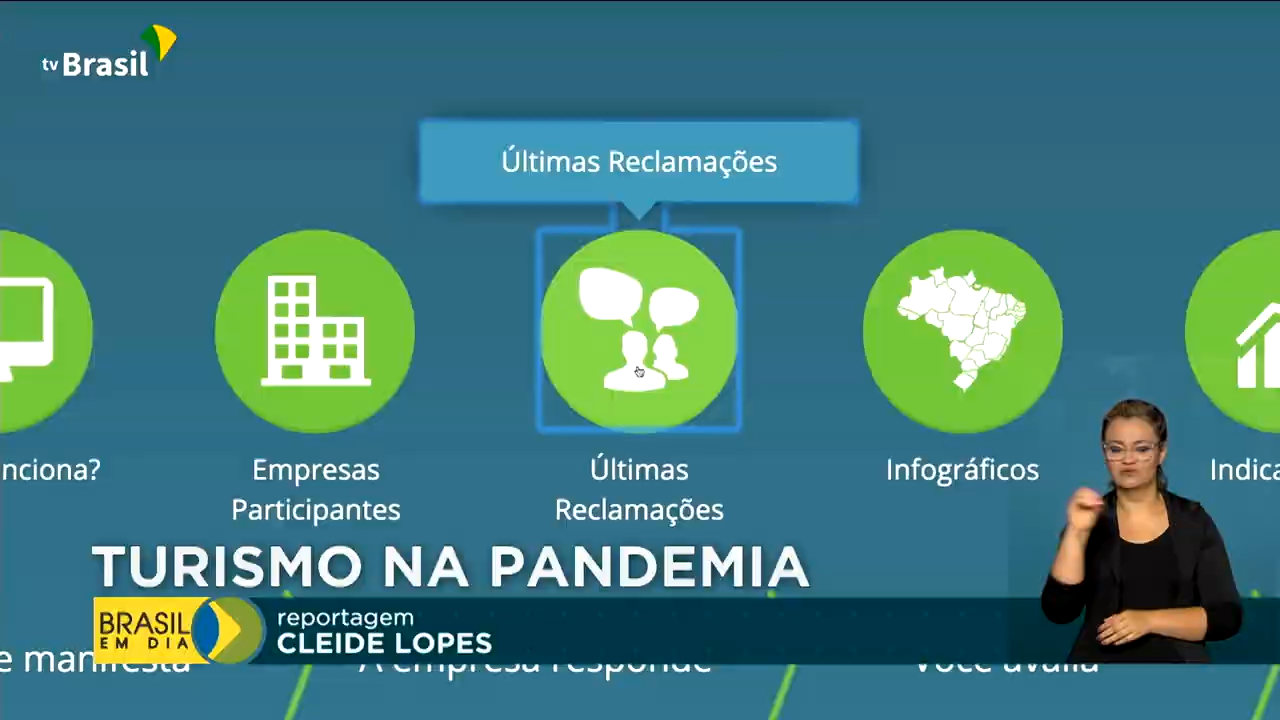 tv Brasil
Últimas Reclamações
nciona?
Empresas
Participantes
Últimas
Reclamações
Infográficos
Indica
TURISMO NA PANDEMIA
BRASIL
EM DIA
reportagem
CLEIDE LOPES
e manifesta
A empresa responde
Você avalia